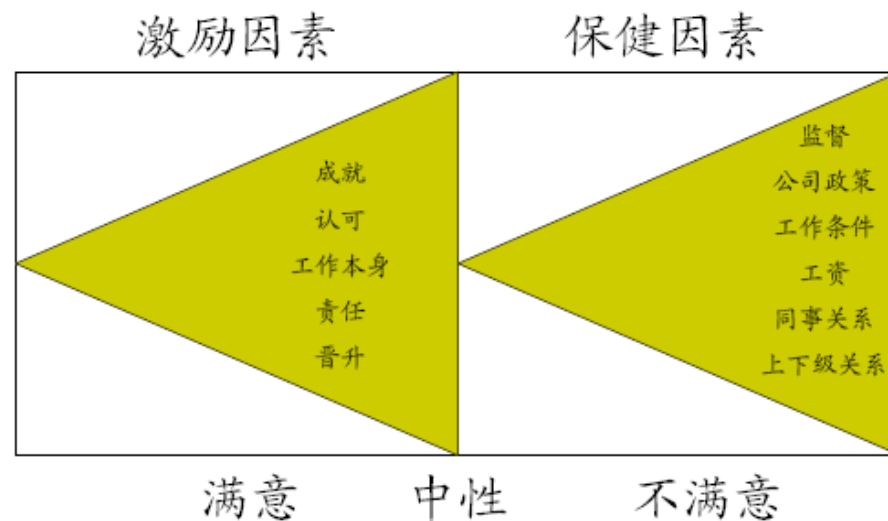 激励因素
保健因素
成就
认可
工作本身
责任
晋升
监督
公司政策
工作条件
工资
同事关系
上下级关系
满意
中性
不满意